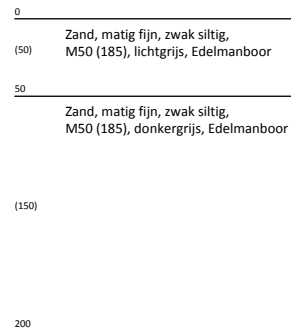 0
Zand, matig fijn, zwak siltig,
(50)
M50 (185), lichtgrijs, Edelmanboor
50
Zand, matig fijn, zwak siltig,
M50 (185), donkergrijs, Edelmanboor
(150)
200